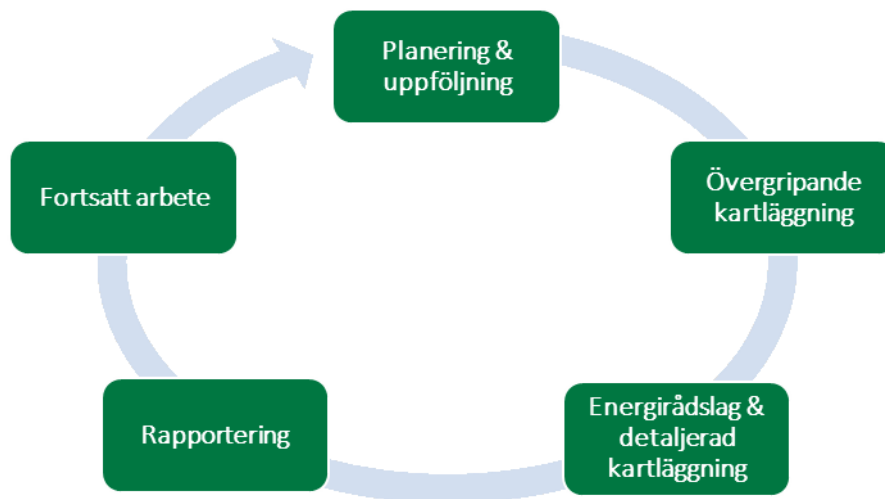 Planering &
uppföljning
Övergripande
kartläggning
Energirådslag &
detaljerad
kartläggning
Rapportering
Fortsatt arbete